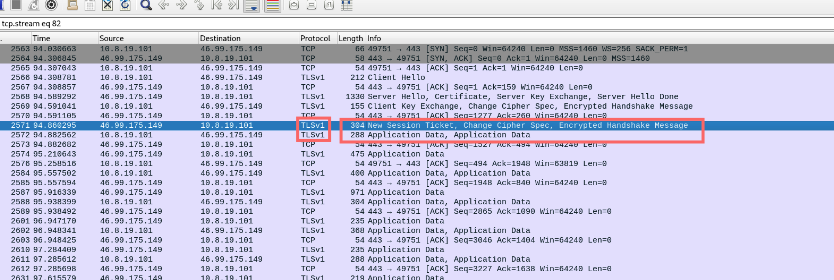 tcp.stream eq 82
Time Source Destination Protocol Length Info
2563 94.030663 10.8.19.101 46.99.175.149 TCP 66 49751 → 443 [SYN] Seq=0 Win=64240 Len=0 MSS=1460 WS=256 SACK_PERM=1
2564 94.306845 46.99.175.149 10.8.19.101 TCP 58 443 → 49751 [SYN, ACK] Seq=0 Ack=1 Win=64240 Len=0 MSS=1460
2565 94.307043 10.8.19.101 46.99.175.149 TCP 54 49751 → 443 [ACK] Seq=1 Ack=1 Win=64240 Len=0
2566 94.308781 10.8.19.101 46.99.175.149 TLSv1 212 Client Hello
2567 94.308857 46.99.175.149 10.8.19.101 TCP 54 443 → 49751 [ACK] Seq=1 Ack=159 Win=64240 Len=0
2568 94.589292 46.99.175.149 10.8.19.101 TLSv1 1330 Server Hello, Certificate, Server Key Exchange, Server Hello Done
2569 94.591041 10.8.19.101 46.99.175.149 TLSv1 155 Client Key Exchange, Change Cipher Spec, Encrypted Handshake Message
2570 94.591105 46.99.175.149 10.8.19.101 TCP 54 443 → 49751 [ACK] Seq=1277 Ack=260 Win=64240 Len=0
2571 94.860295 46.99.175.149 10.8.19.101 TLSv1 304 New Session Ticket, Change Cipher Spec, Encrypted Handshake Message
2572 94.882562 10.8.19.101 46.99.175.149 TLSv1 288 Application Data, Application Data
2573 94.882682 46.99.175.149 10.8.19.101 TCP 54 443 → 49751 [ACK] Seq=1527 Ack=494 Win=64240 Len=0
2574 95.210643 46.99.175.149 10.8.19.101 TLSv1 475 Application Data
2575 95.258516 10.8.19.101 46.99.175.149 TCP 54 49751 → 443 [ACK] Seq=494 Ack=1948 Win=63819 Len=0
2584 95.557502 10.8.19.101 46.99.175.149 TLSv1 400 Application Data, Application Data
2585 95.557594 46.99.175.149 10.8.19.101 TCP 54 443 → 49751 [ACK] Seq=1948 Ack=840 Win=64240 Len=0
2587 95.916339 46.99.175.149 10.8.19.101 TLSv1 971 Application Data
2588 95.938399 10.8.19.101 46.99.175.149 TLSv1 304 Application Data, Application Data
2589 95.938492 46.99.175.149 10.8.19.101 TCP 54 443 → 49751 [ACK] Seq=2865 Ack=1090 Win=64240 Len=0
2601 96.947170 46.99.175.149 10.8.19.101 TLSv1 235 Application Data
2602 96.948341 10.8.19.101 46.99.175.149 TLSv1 368 Application Data, Application Data
2603 96.948425 46.99.175.149 10.8.19.101 TCP 54 443 → 49751 [ACK] Seq=3046 Ack=1404 Win=64240 Len=0
2610 97.284409 46.99.175.149 10.8.19.101 TLSv1 235 Application Data
2611 97.285612 10.8.19.101 46.99.175.149 TLSv1 288 Application Data, Application Data
2612 97.285698 46.99.175.149 10.8.19.101 TCP 54 443 → 49751 [ACK] Seq=3227 Ack=1638 Win=64240 Len=0
2631 97.615579 46.99.175.149 10.8.19.101 TLSv1 219 Application Data